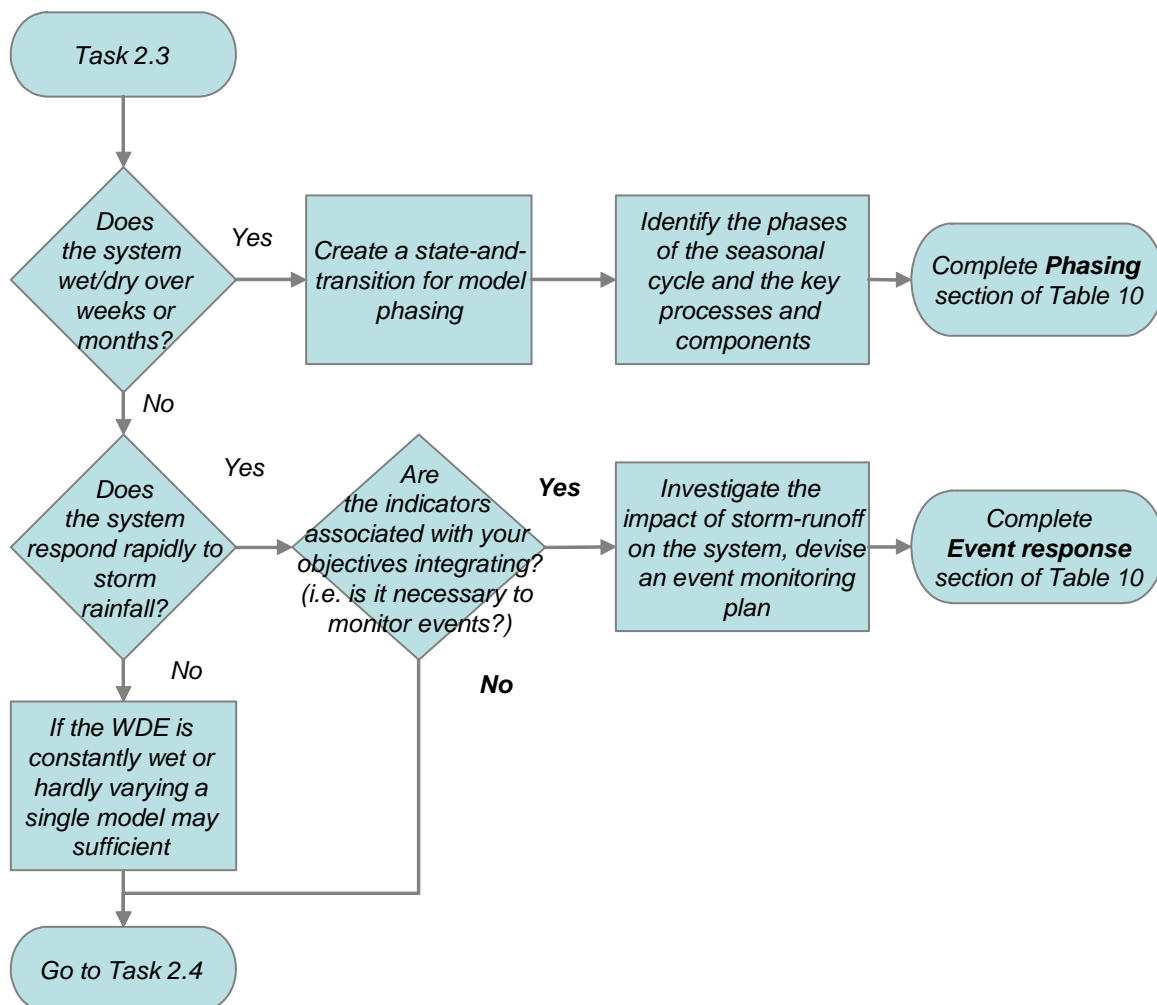 Task 2.3
Does
the system
wet/dry over
weeks or
months?
Yes
Create a state-and-
transition for model
phasing
Identify the phases
of the seasonal
cycle and the key
processes and
components
Complete Phasing
section of Table 10
No
Does
the system
respond rapidly to
storm
rainfall?
Yes
Are
the indicators
associated with your
objectives integrating?
(i.e. is it necessary to
monitor events?)
Yes
Investigate the
impact of storm-runoff
on the system, devise
an event monitoring
plan
Complete
Event response
section of Table 10
No
No
If the WDE is
constantly wet or
hardly varying a
single model may
sufficient
Go to Task 2.4